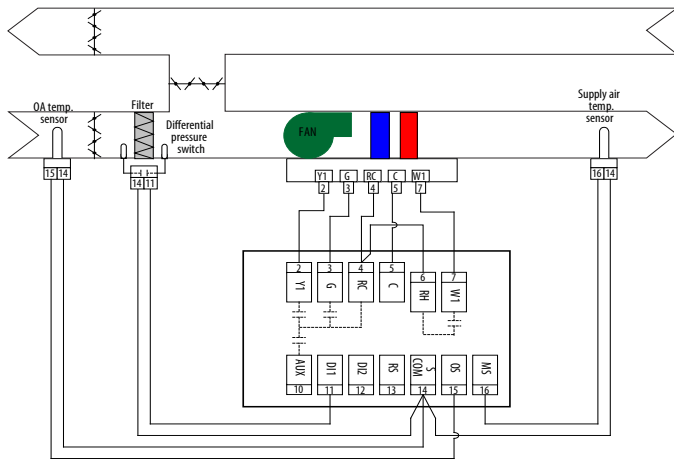 OA temp.
sensor
Filter
Differential
pressure
switch
FAN
Supply air
temp.
sensor
15 14
14 11
Y1 G RC C W1
2 3 4 5 7
16 14
2 3 4 5 6 7
Y1 G RC C RH W1
AUX DI1 DI2 RS S COM OS MS
10 11 12 13 14 15 16